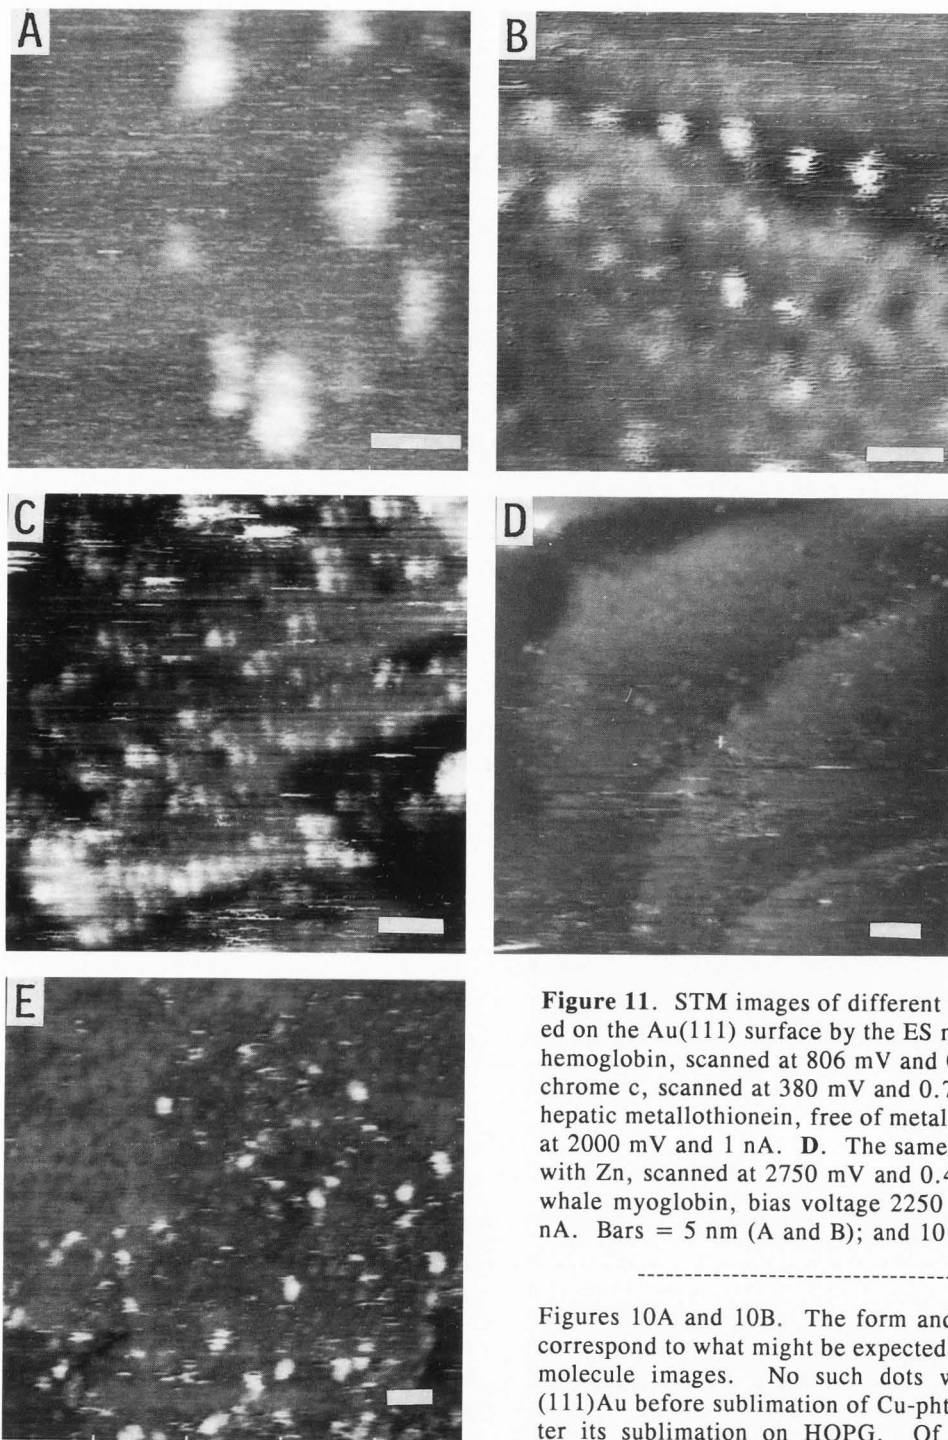 A
B
C
D
E
Figure 11. STM images of different
ed on the Au(111) surface by the ES
hemoglobin, scanned at 806 mV and
chrome c, scanned at 380 mV and 0.7
hepatic metallothionein, free of metal
at 2000 mV and 1 nA. D. The same
with Zn, scanned at 2750 mV and 0.4
whale myoglobin, bias voltage 2250
nA. Bars = 5 nm (A and B); and 10
Figures 10A and 10B. The form and
correspond to what might be expected
molecule images. No such dots
(111)Au before sublimation of Cu-pht
ter its sublimation on HOPG. Of